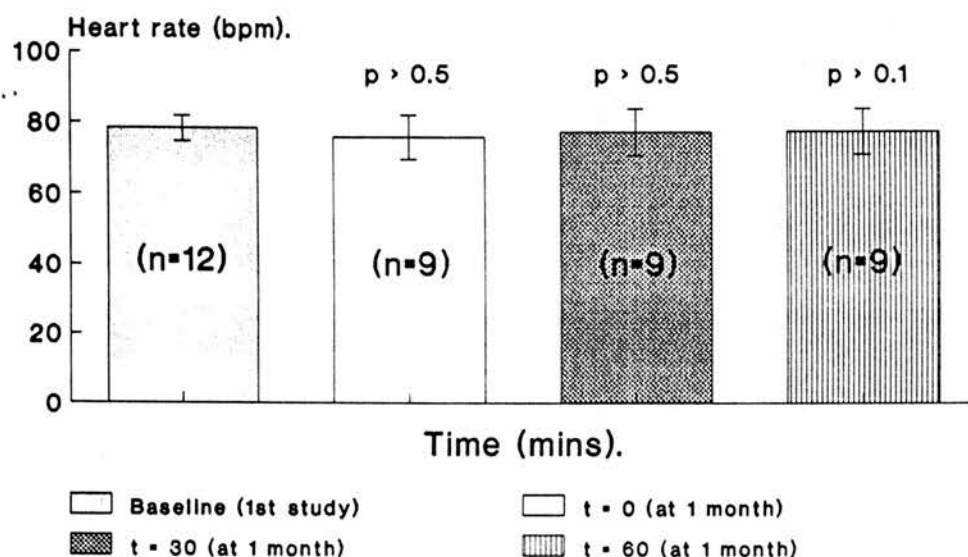 Heart rate (bpm).
100
80
60
40
20
0
p > 0.5
p > 0.5
p > 0.1
(n=12)
(n=9)
(n=9)
(n=9)
Time (mins).
Baseline (1st study)
t = 0 (at 1 month)
t = 30 (at 1 month)
t = 60 (at 1 month)